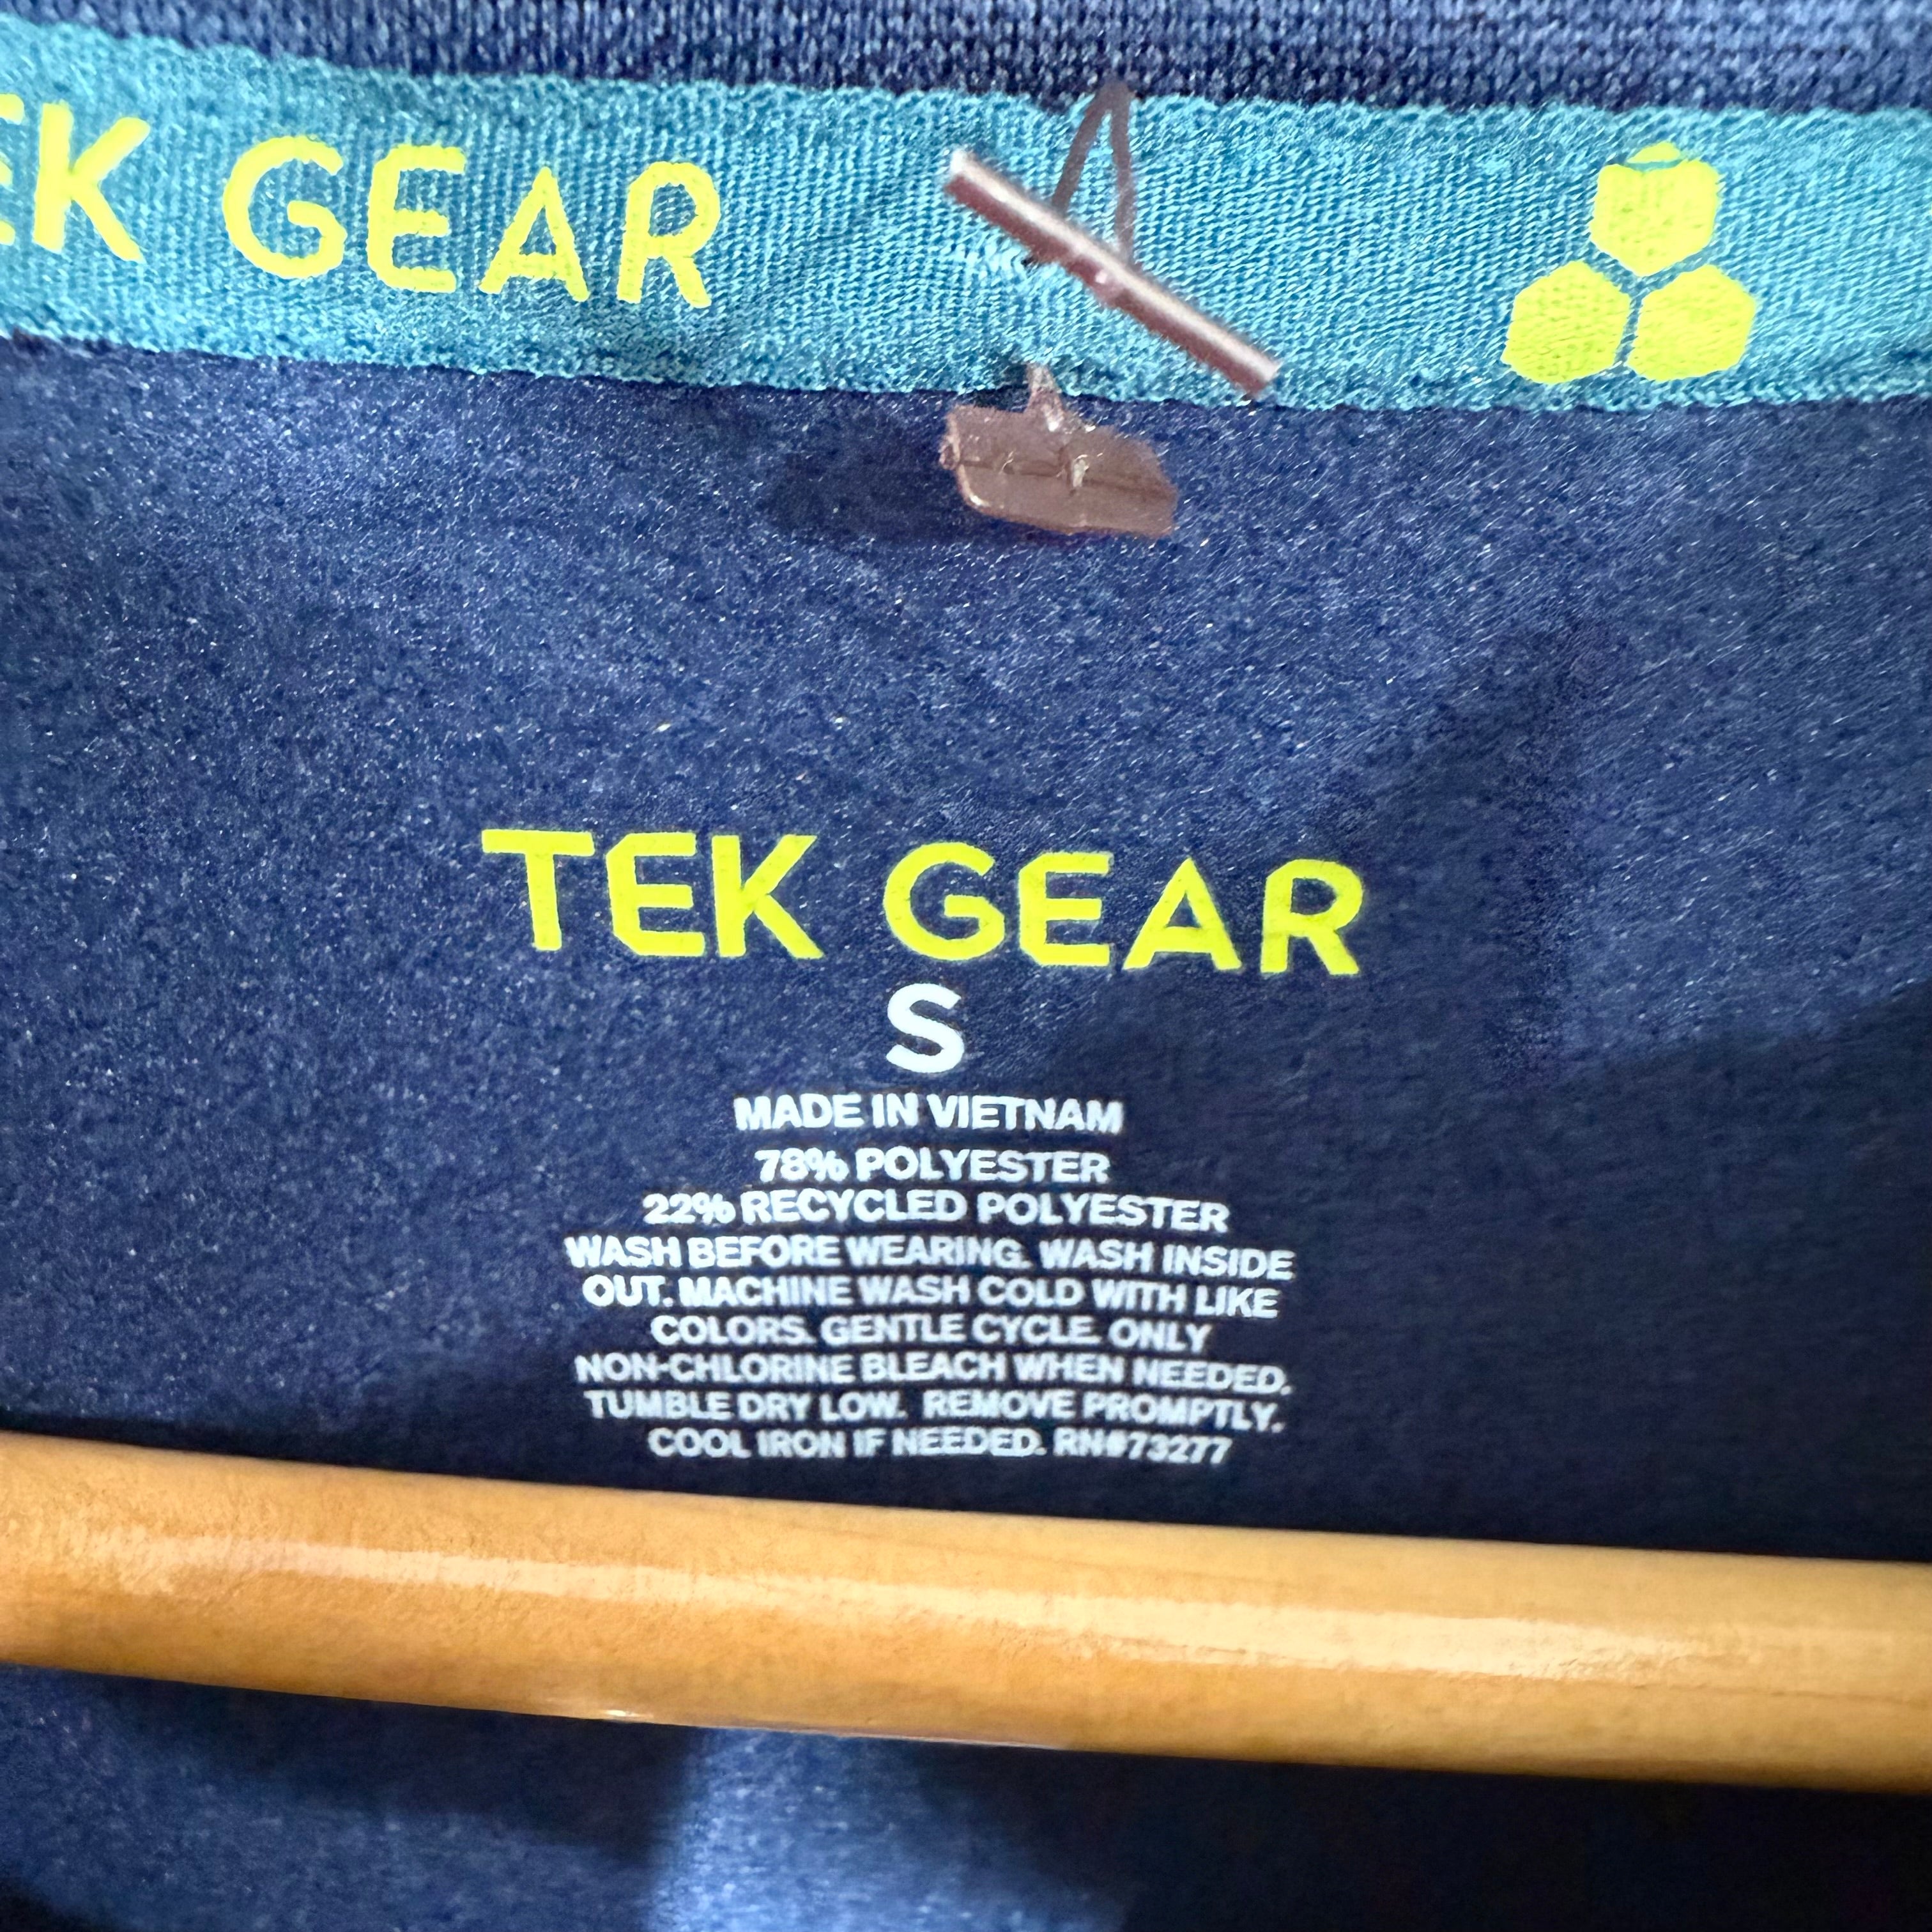 EK GEAR
TEK GEAR
S
MADE IN VIETNAM
78% POLYESTER
22% RECYCLED POLYESTER
WASH BEFORE WEARING. WASH INSIDE
OUT. MACHINE WASH COLD WITH LIKE
COLORS. GENTLE CYCLE. ONLY
NON-CHLORINE BLEACH WHEN NEEDED.
TUMBLE DRY LOW. REMOVE PROMPTLY.
COOL IRON IF NEEDED. RN#73277